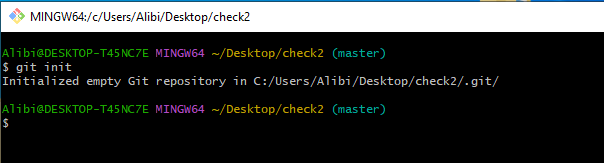 MINGW64:/c/Users/Alibi/Desktop/check2
Alibi@DESKTOP-T45NC7E MINGW64 ~/Desktop/check2 (master)
$ git init
Initialized empty Git repository in C:/Users/Alibi/Desktop/check2/.git/
Alibi@DESKTOP-T45NC7E MINGW64 ~/Desktop/check2 (master)
$